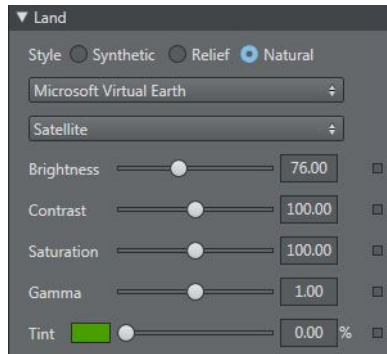 Land
Style Synthetic Relief Natural
Microsoft Virtual Earth
Satellite
Brightness 76.00
Contrast 100.00
Saturation 100.00
Gamma 1.00
Tint 0.00 %